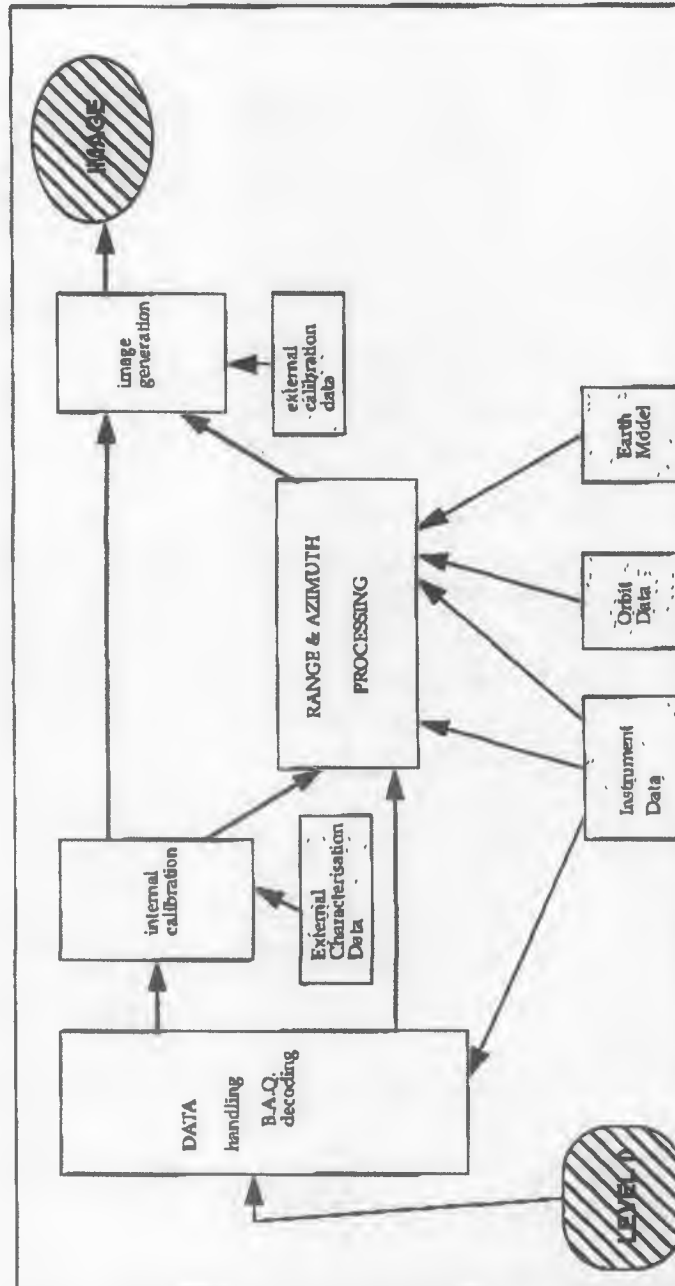 LEVEL 0
DATA
handling
B.A.Q.
decoding
internal
calibration
External
Characterisation
Data
RANGE & AZIMUTH
PROCESSING
Instrument
Data
Orbit
Data
Earth
Model
external
calibration
data
image
generation
IMAGE